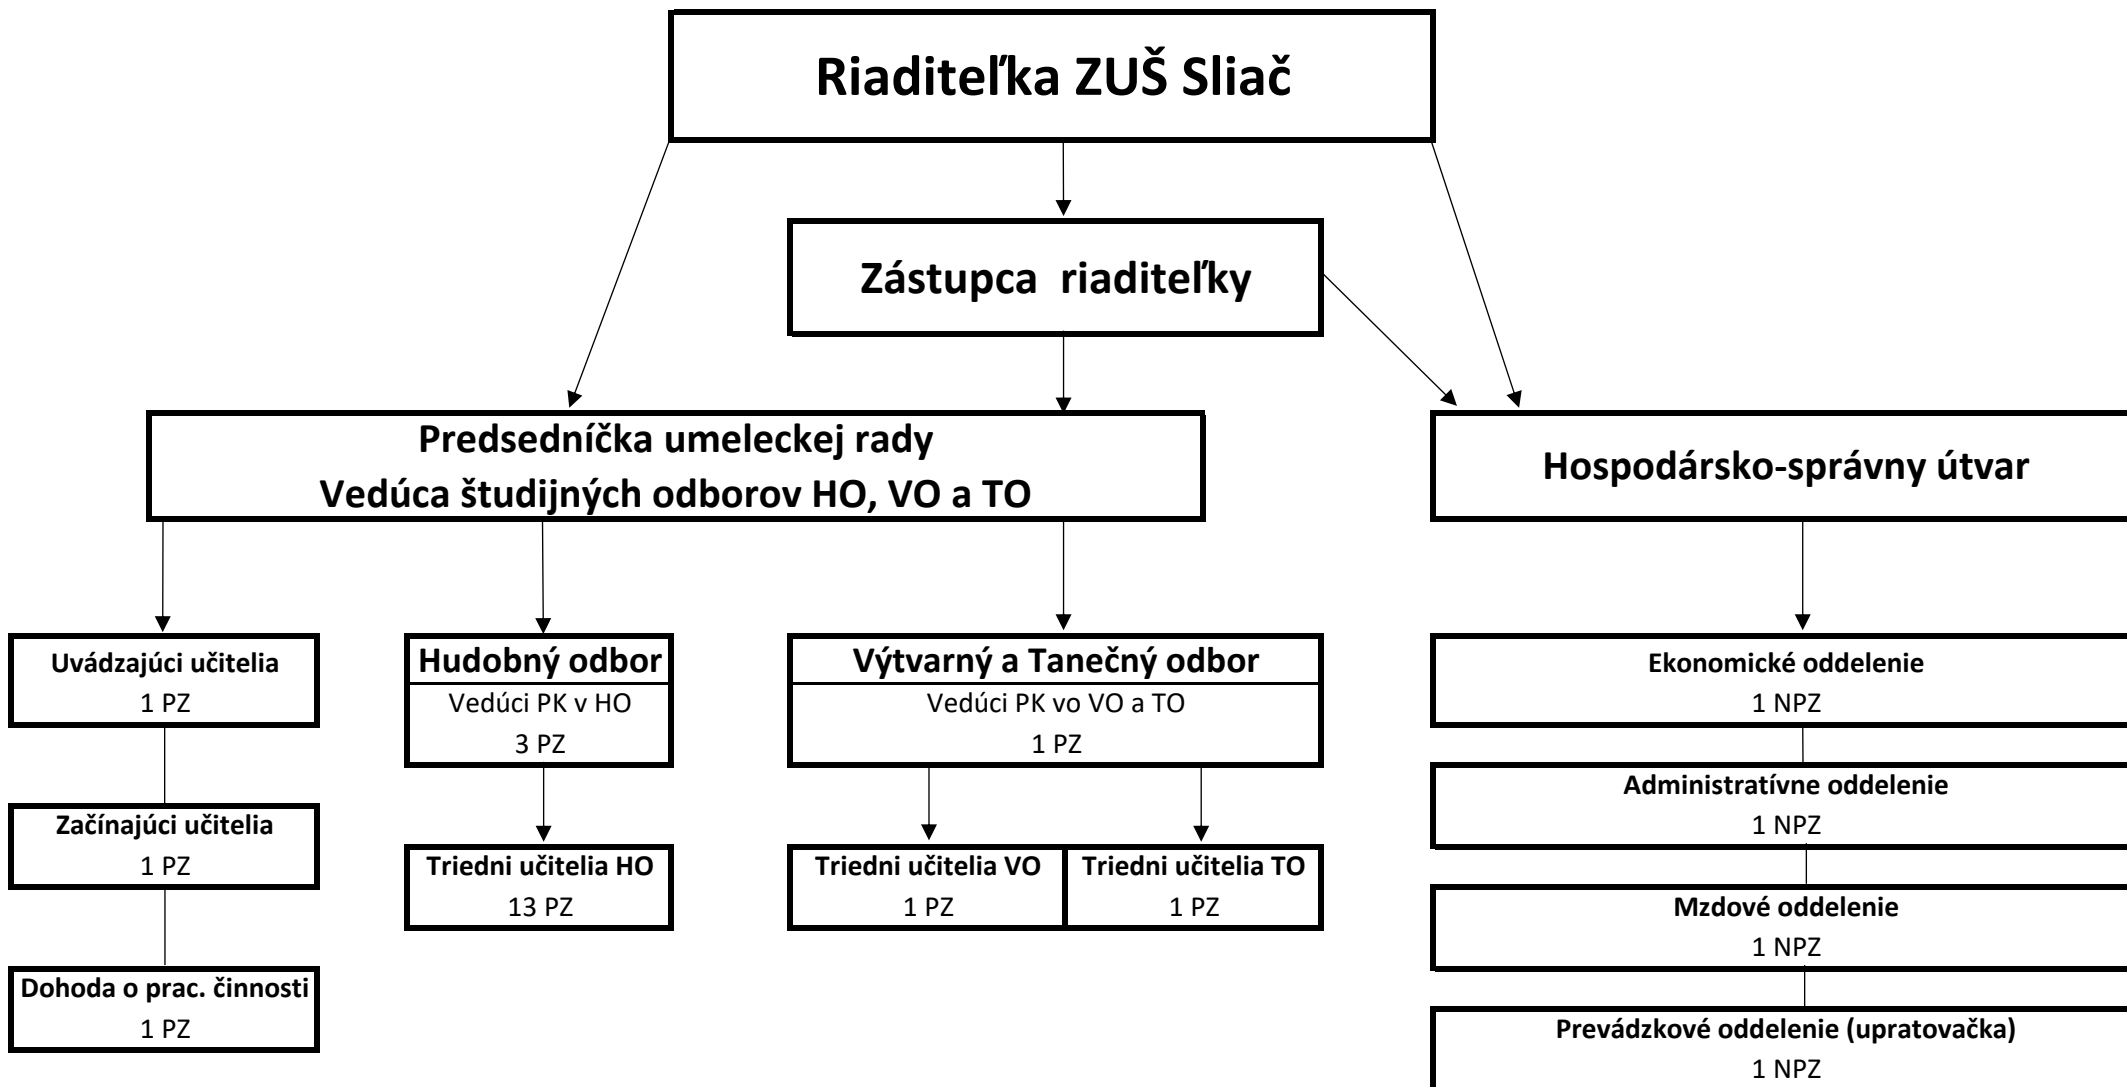 Riaditeľka ZUŠ Sliač
Zástupca riaditeľky
Predsedníčka umeleckej rady
Vedúca študijných odborov HO, VO a TO
Hospodársko-správny útvar
Uvádzajúci učitelia
1 PZ
Začínajúci učitelia
1 PZ
Dohoda o prac. činnosti
1 PZ
Hudobný odbor
Vedúci PK v HO
3 PZ
Triedni učitelia HO
13 PZ
Výtvarný a Tanečný odbor
Vedúci PK vo VO a TO
1 PZ
Triedni učitelia VO
1 PZ
Triedni učitelia TO
1 PZ
Ekonomické oddelenie
1 NPZ
Administratívne oddelenie
1 NPZ
Mzdové oddelenie
1 NPZ
Prevádzkové oddelenie (upratovačka)
1 NPZ